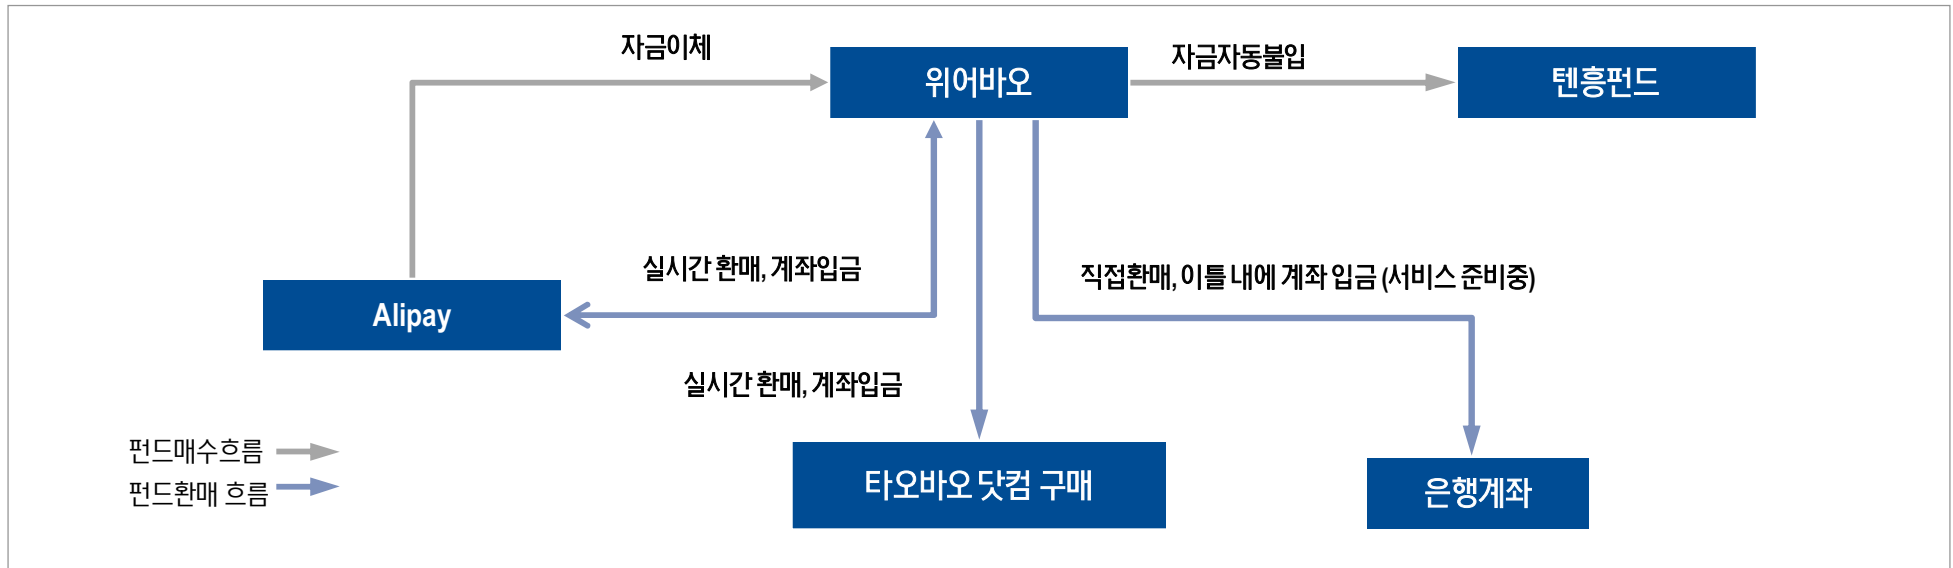 자금이체
자금자동불입
위어바오
텐흥펀드
실시간 환매, 계좌입금
직접환매, 이틀 내에 계좌 입금 (서비스 준비중)
Alipay
실시간 환매, 계좌입금
펀드매수흐름
펀드환매 흐름
타오바오 닷컴 구매
은행계좌